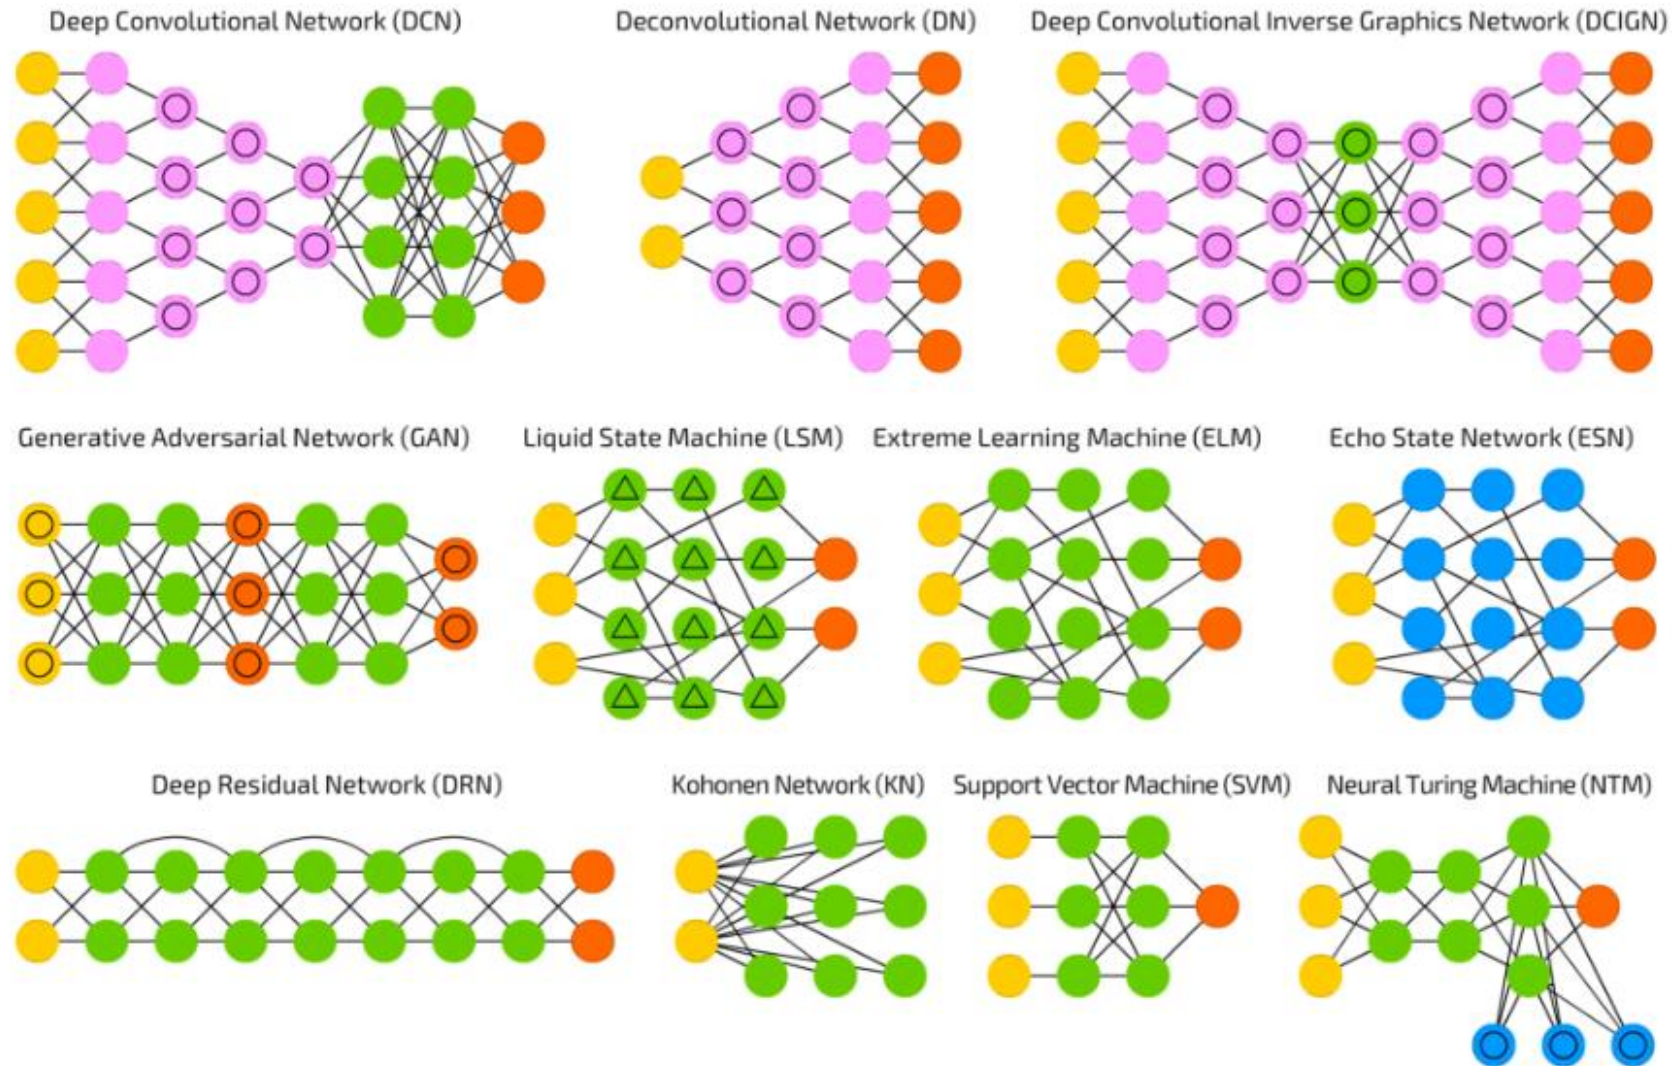 Deep Convolutional Network (DCN)
Deconvolutional Network (DN)
Deep Convolutional Inverse Graphics Network (DCIGN)
Generative Adversarial Network (GAN)
Liquid State Machine (LSM)
Extreme Learning Machine (ELM)
Echo State Network (ESN)
Deep Residual Network (DRN)
Kohonen Network (KN)
Support Vector Machine (SVM)
Neural Turing Machine (NTM)